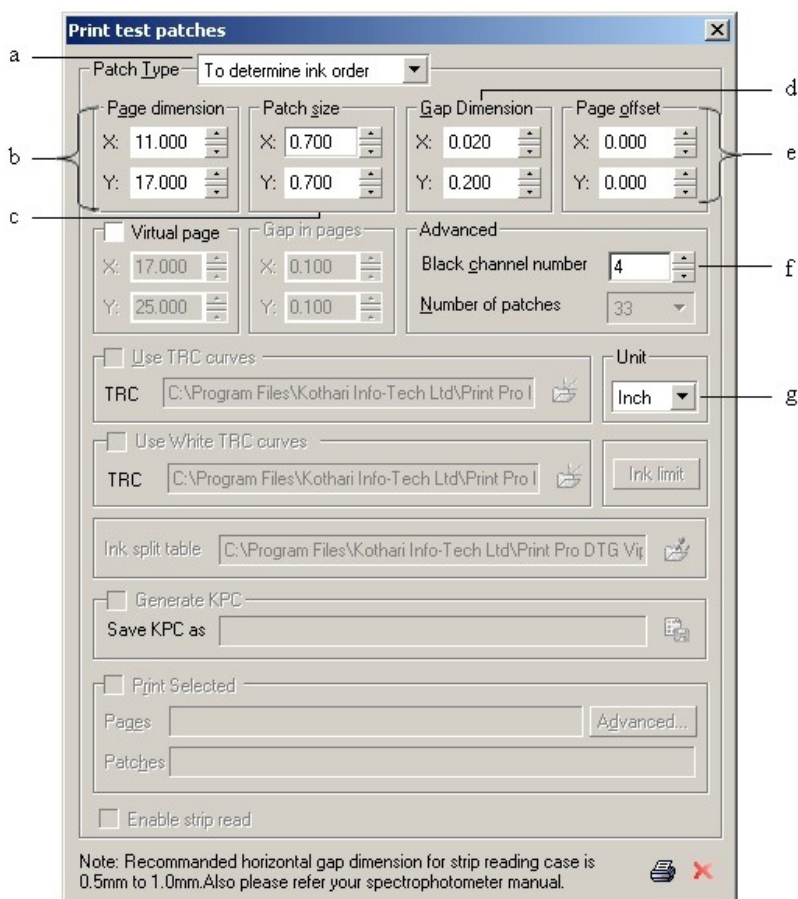 Print test patches
a
Patch Type To determine ink order
d
Page dimension Patch size Gap Dimension Page offset
X: 11.000 X: 0.700 X: 0.020 X: 0.000
b e
Y: 17.000 Y: 0.700 Y: 0.200 Y: 0.000
c
Virtual page Gap in pages Advanced
X: 17.000 X: 0.100 Black channel number 4 f
Y: 25.000 Y: 0.100 Number of patches 33
Use TRC curves Unit
TRC C:\Program Files\Kothari Info-Tech Ltd\Print Pro Inch g
Use White TRC curves
TRC C:\Program Files\Kothari Info-Tech Ltd\Print Pro Ink limit
Ink split table C:\Program Files\Kothari Info-Tech Ltd\Print Pro DTG Vip
Generate KPC
Save KPC as
Print Selected
Pages Advanced...
Patches
Enable strip read
Note: Recommanded horizontal gap dimension for strip reading case is
0.5mm to 1.0mm.Also please refer your spectrophotometer manual.